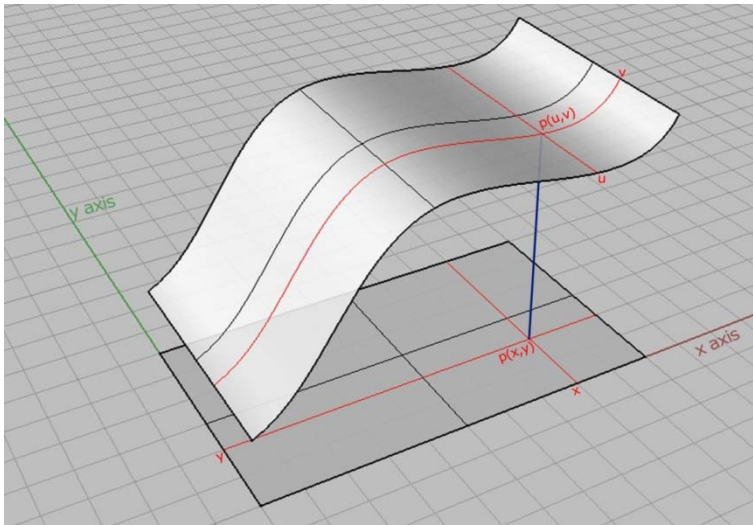 v
p(u,v)
u
y axis
x axis
p(x,y)
x
y